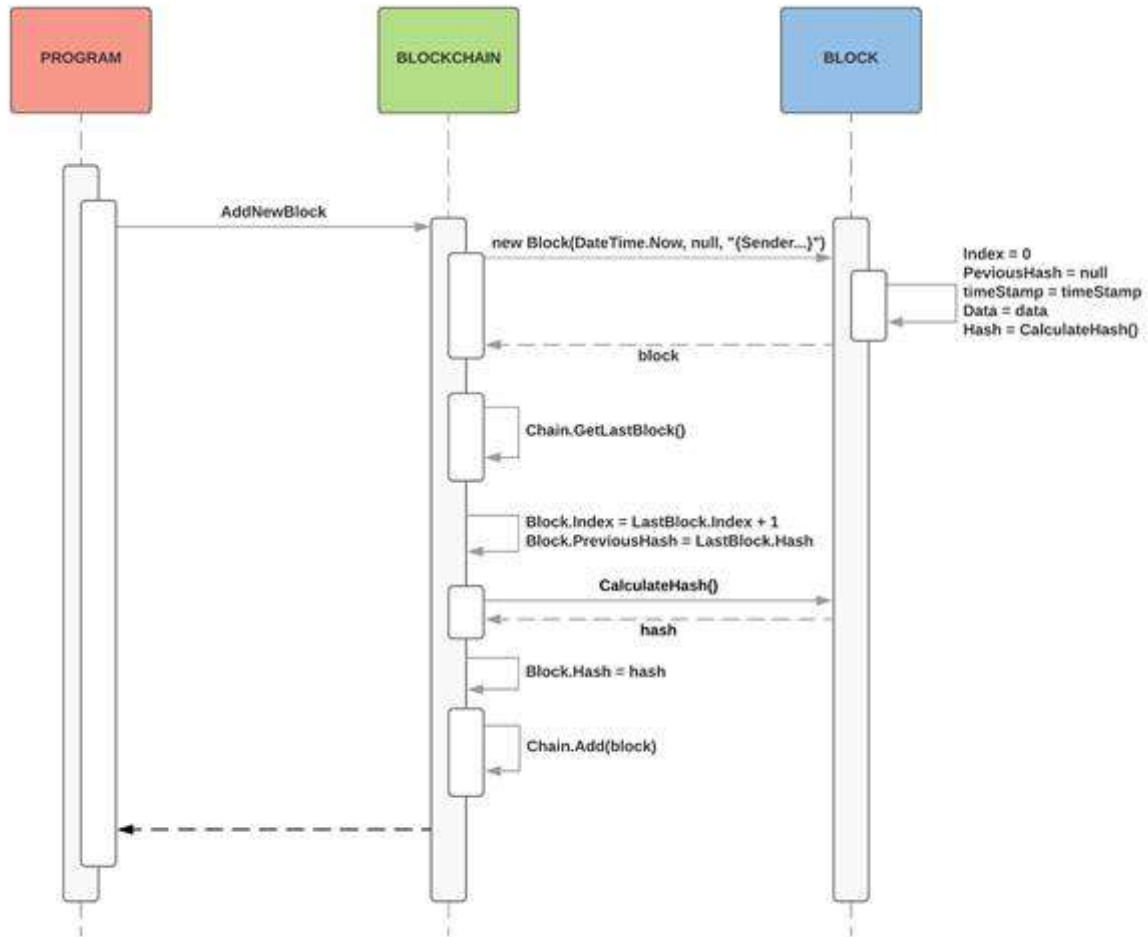 PROGRAM
BLOCKCHAIN
BLOCK
AddNewBlock
new Block(DateTime.Now, null, "{Sender...}")
Index = 0
PeviousHash = null
timeStamp = timeStamp
Data = data
Hash = CalculateHash()
block
Chain.GetLastBlock()
Block.Index = LastBlock.Index + 1
Block.PreviousHash = LastBlock.Hash
CalculateHash()
hash
Block.Hash = hash
Chain.Add(block)